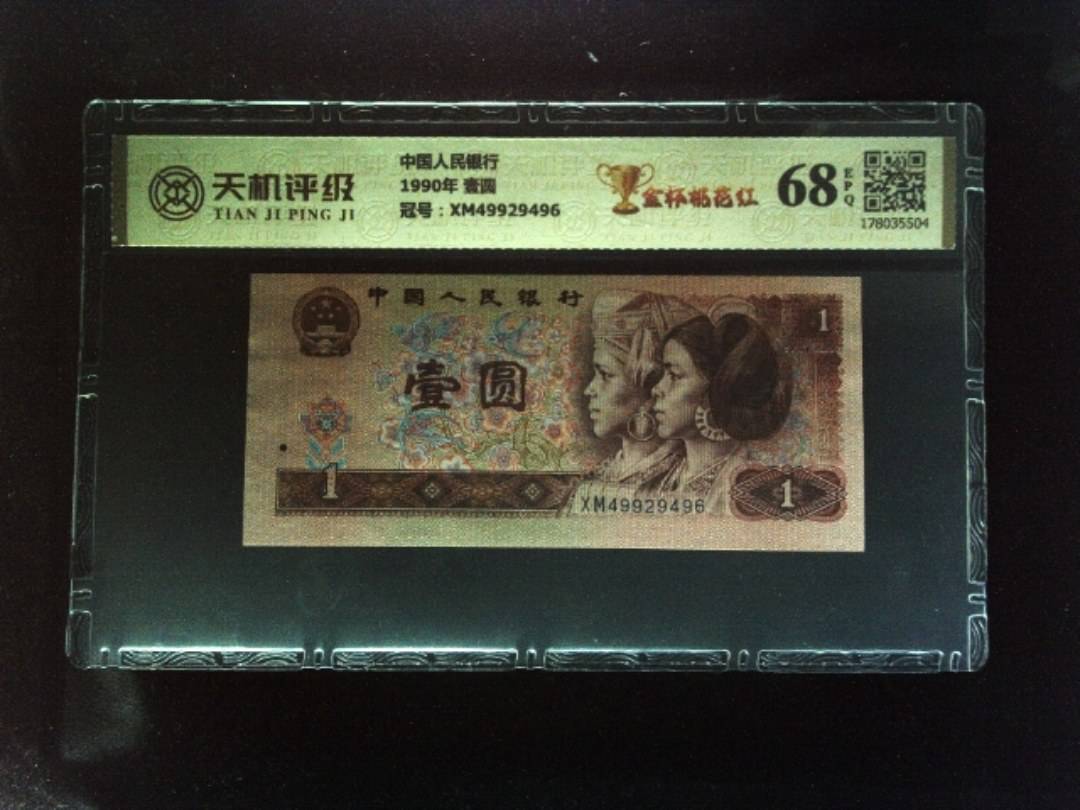 天机评级
TIAN JI PING JI
中国人民银行
1990年 壹圆
冠号：XM49929496
金杯桃花红
68
EPQ
178035504
中国人民银行
1
壹圆
1
XM49929496
1